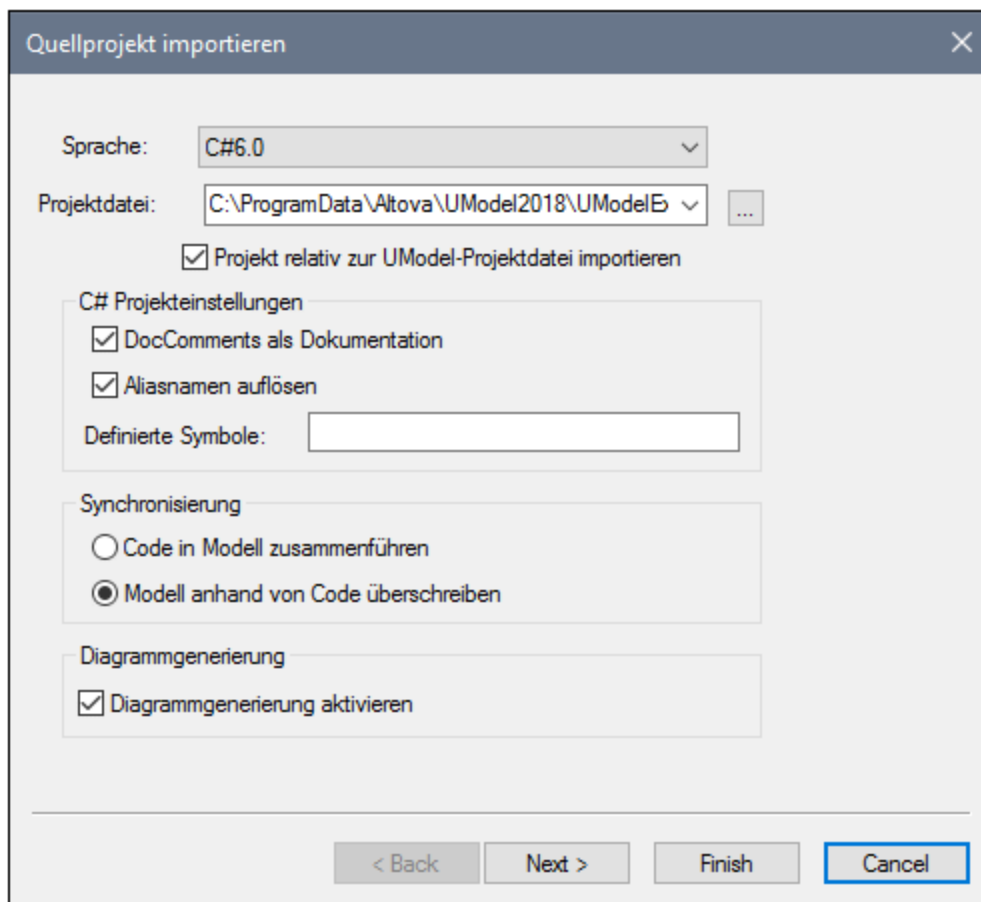 Quellprojekt importieren
Sprache: C#6.0
Projektdatei: C:\ProgramData\Altova\UModel2018\UModelEx
...
Projekt relativ zur UModel-Projektdatei importieren
C# Projekteinstellungen
DocComments als Dokumentation
Aliasnamen auflösen
Definierte Symbole:
Synchronisierung
Code in Modell zusammenführen
Modell anhand von Code überschreiben
Diagrammgenerierung
Diagrammgenerierung aktivieren
< Back Next > Finish Cancel